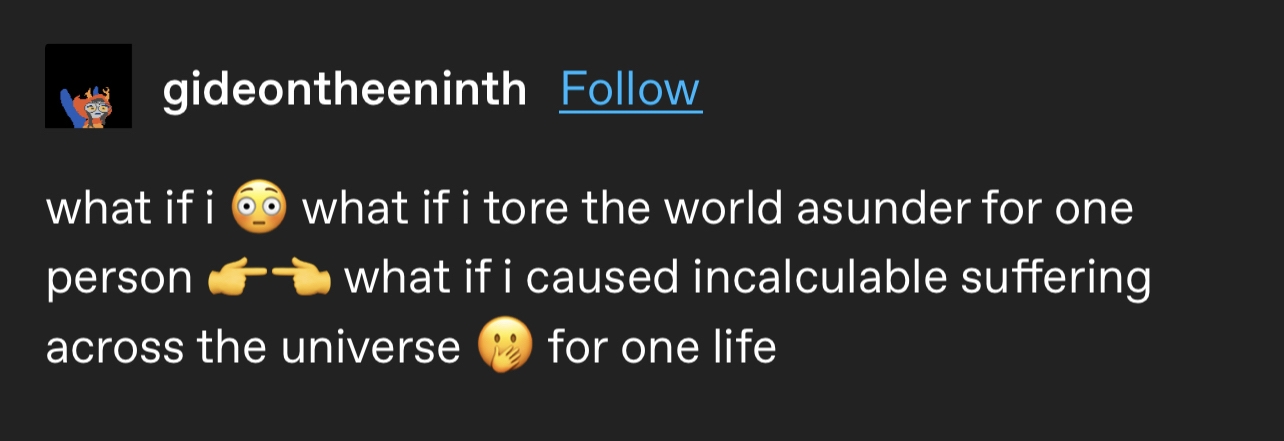 gideontheeninth Follow
what if i 😳 what if i tore the world asunder for one
person 👉👈 what if i caused incalculable suffering
across the universe 🤭 for one life